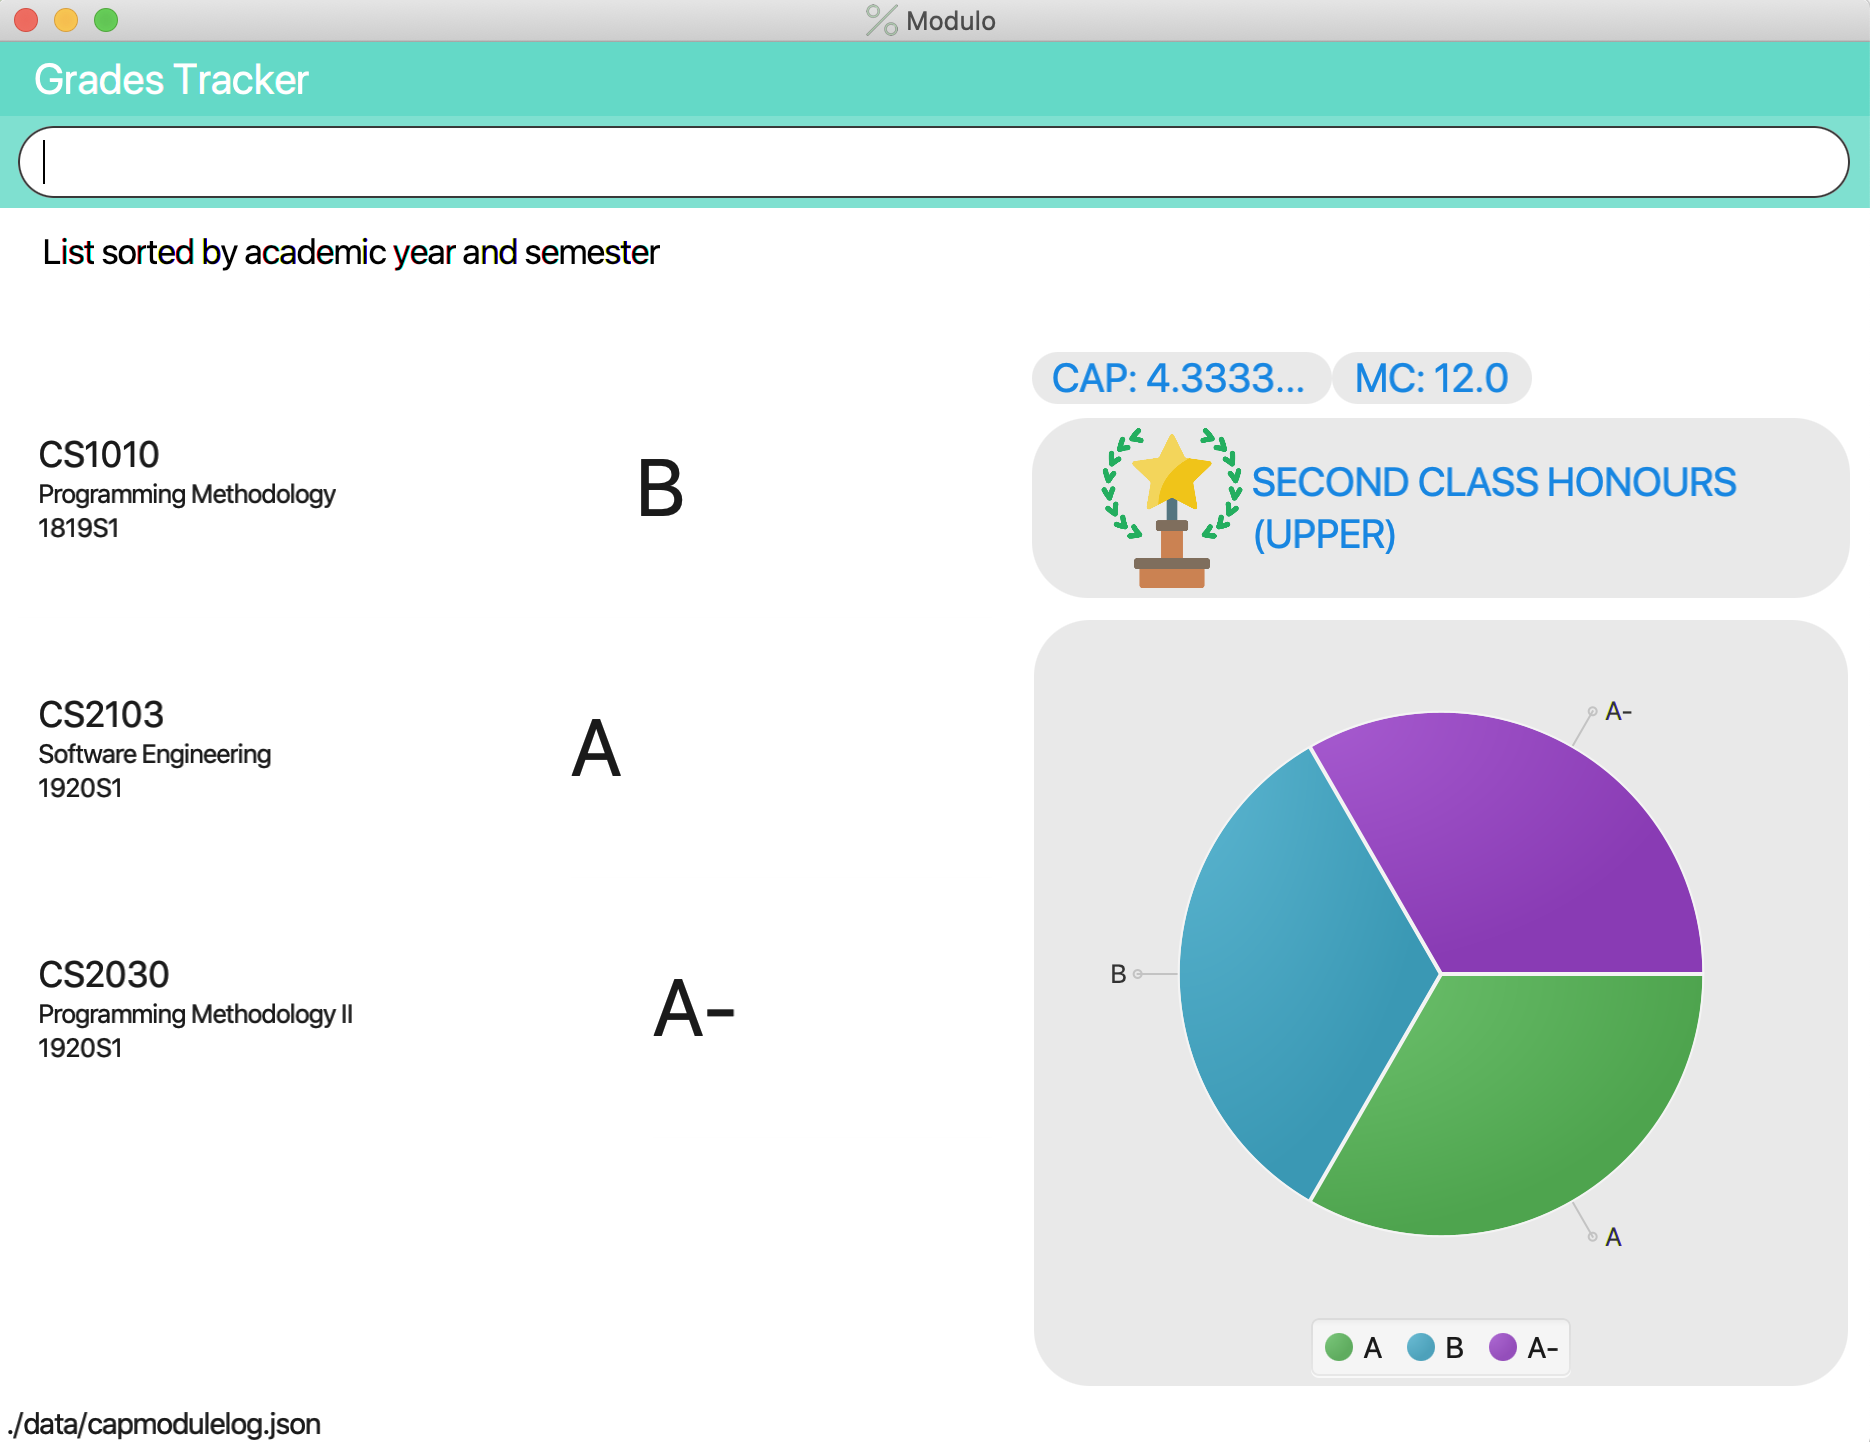 Modulo
Grades Tracker
List sorted by academic year and semester
CS1010
Programming Methodology
1819S1
B
CS2103
Software Engineering
1920S1
A
CS2030
Programming Methodology II
1920S1
A-
CAP: 4.3333... MC: 12.0
SECOND CLASS HONOURS
(UPPER)
A-
B
A
A B A-
./data/capmodulelog.json